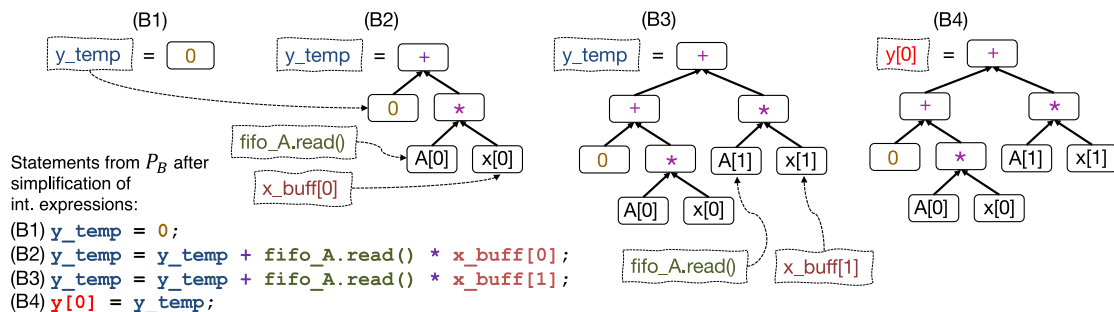 (B1)
y_temp = 0
(B2)
y_temp = +
0 *
A[0] x[0]
fifo_A.read()
x_buff[0]
(B3)
y_temp = +
+ *
0 * A[1] x[1]
A[0] x[0]
fifo_A.read() x_buff[1]
(B4)
y[0] = +
+ *
0 * A[1] x[1]
A[0] x[0]
Statements from P_B after
simplification of
int. expressions:
(B1) y_temp = 0;
(B2) y_temp = y_temp + fifo_A.read() * x_buff[0];
(B3) y_temp = y_temp + fifo_A.read() * x_buff[1];
(B4) y[0] = y_temp;